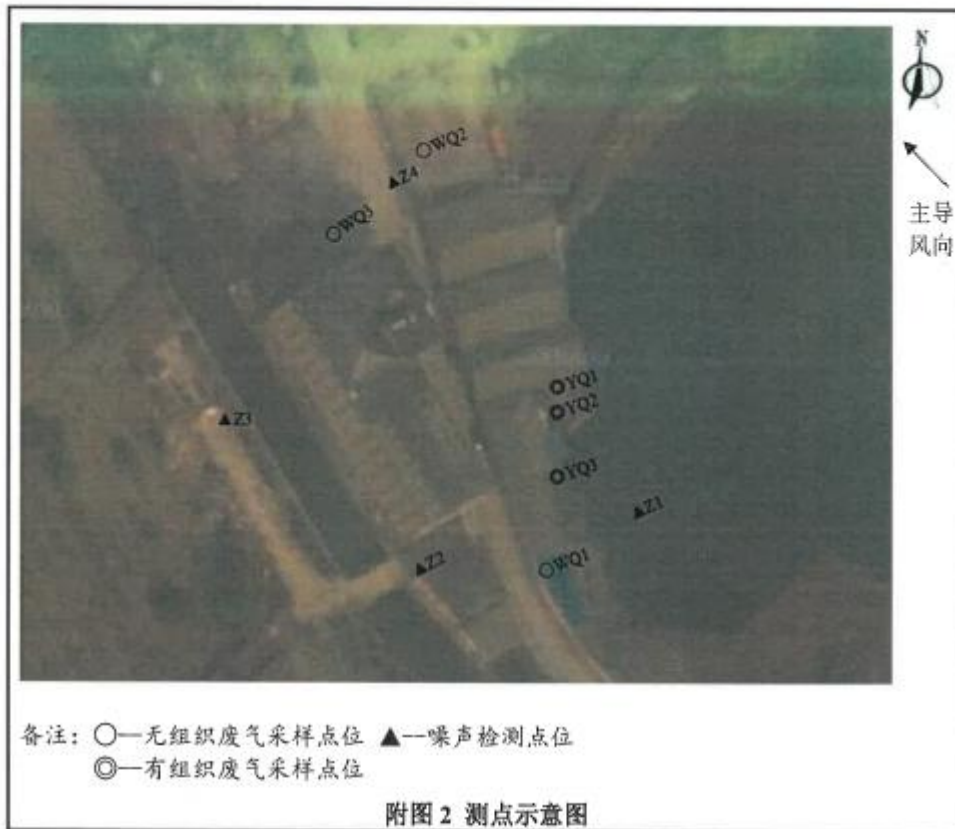 N
主导
风向
WQ2
Z4
WQ3
YQ1
YQ2
Z3
YQ3
Z1
Z2
WQ1
备注：○—无组织废气采样点位 ▲--噪声检测点位
◎—有组织废气采样点位
附图 2 测点示意图